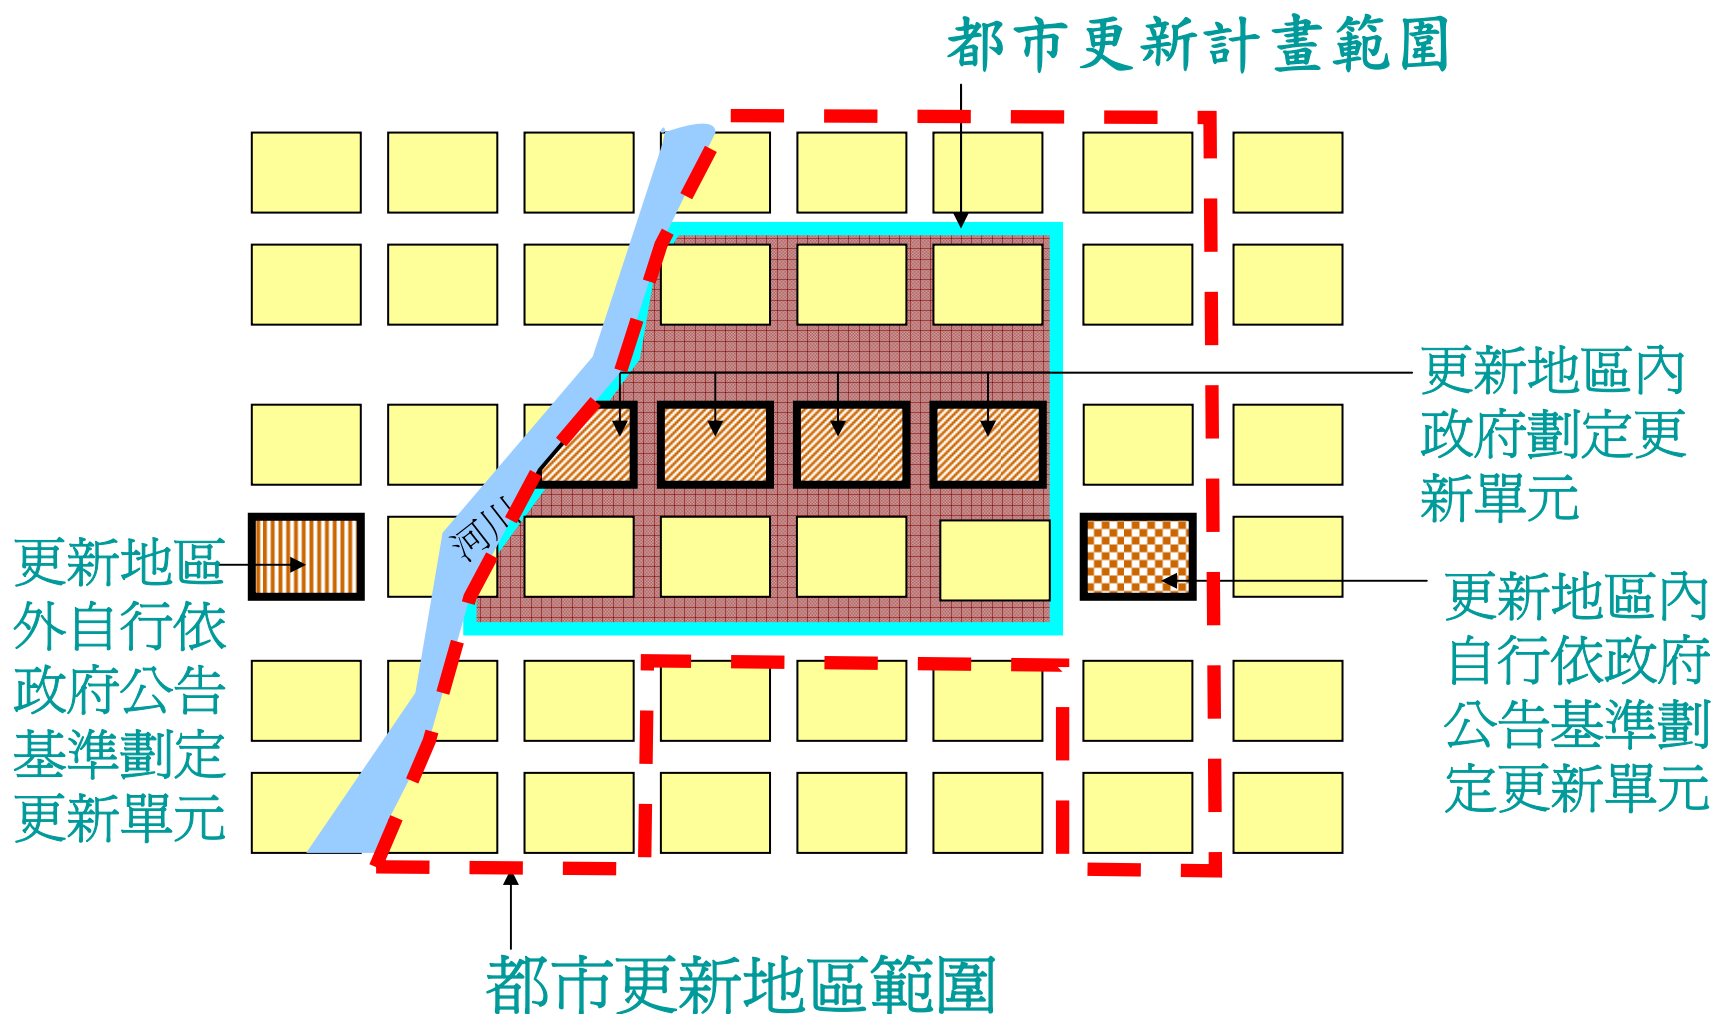 都市更新計畫範圍
更新地區內
政府劃定更
新單元
河川
更新地區
外自行依
政府公告
基準劃定
更新單元
更新地區內
自行依政府
公告基準劃
定更新單元
都市更新地區範圍